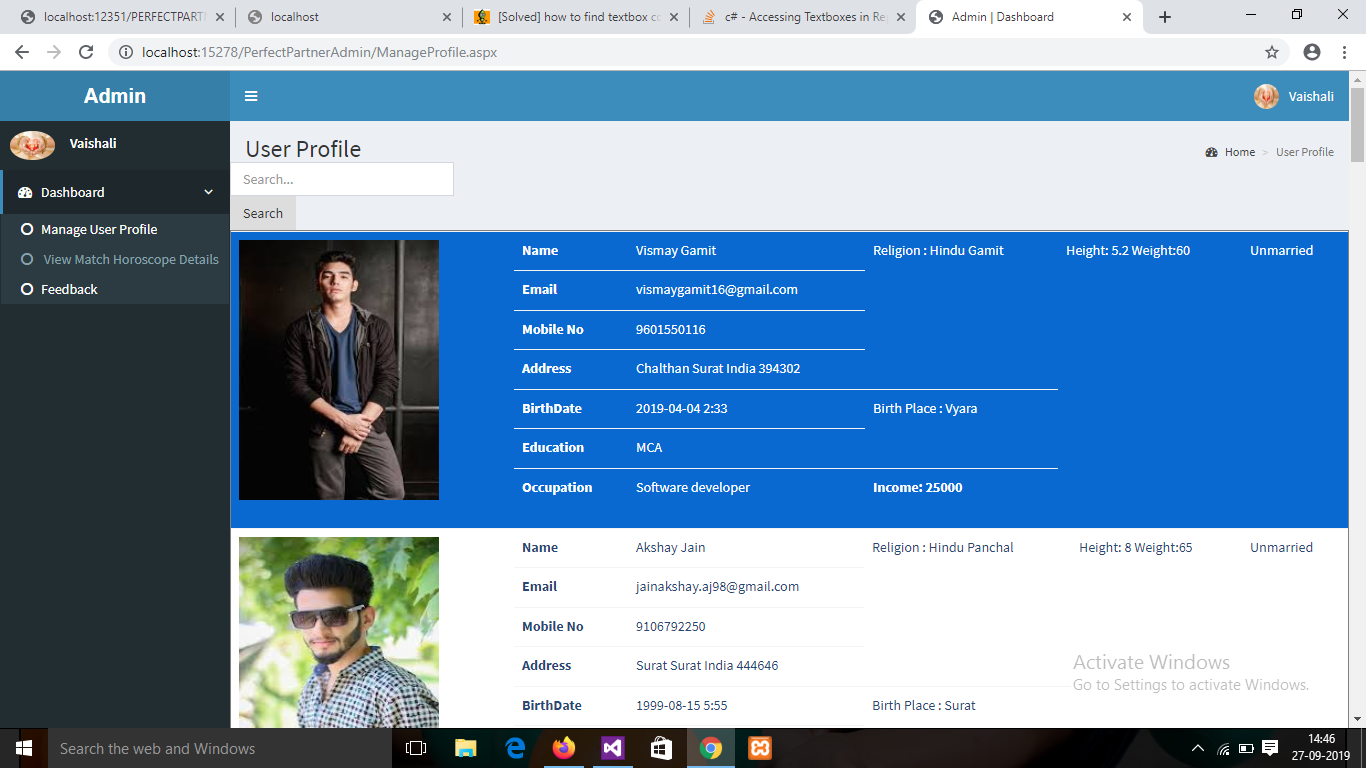 localhost:12351/PERFECTPART
localhost
[Solved] how to find textbox co
c# - Accessing Textboxes in Rep
Admin | Dashboard
localhost:15278/PerfectPartnerAdmin/ManageProfile.aspx
Admin
Vaishali
Vaishali
Dashboard
Manage User Profile
View Match Horoscope Details
Feedback
User Profile
Home > User Profile
Search...
Search
Name Vismay Gamit Religion : Hindu Gamit Height: 5.2 Weight:60 Unmarried
Email vismaygamit16@gmail.com
Mobile No 9601550116
Address Chalthan Surat India 394302
BirthDate 2019-04-04 2:33 Birth Place : Vyara
Education MCA
Occupation Software developer Income: 25000
Name Akshay Jain Religion : Hindu Panchal Height: 8 Weight:65 Unmarried
Email jainakshay.aj98@gmail.com
Mobile No 9106792250
Address Surat Surat India 444646
BirthDate 1999-08-15 5:55 Birth Place : Surat
Activate Windows
Go to Settings to activate Windows.
Search the web and Windows
14:46
27-09-2019